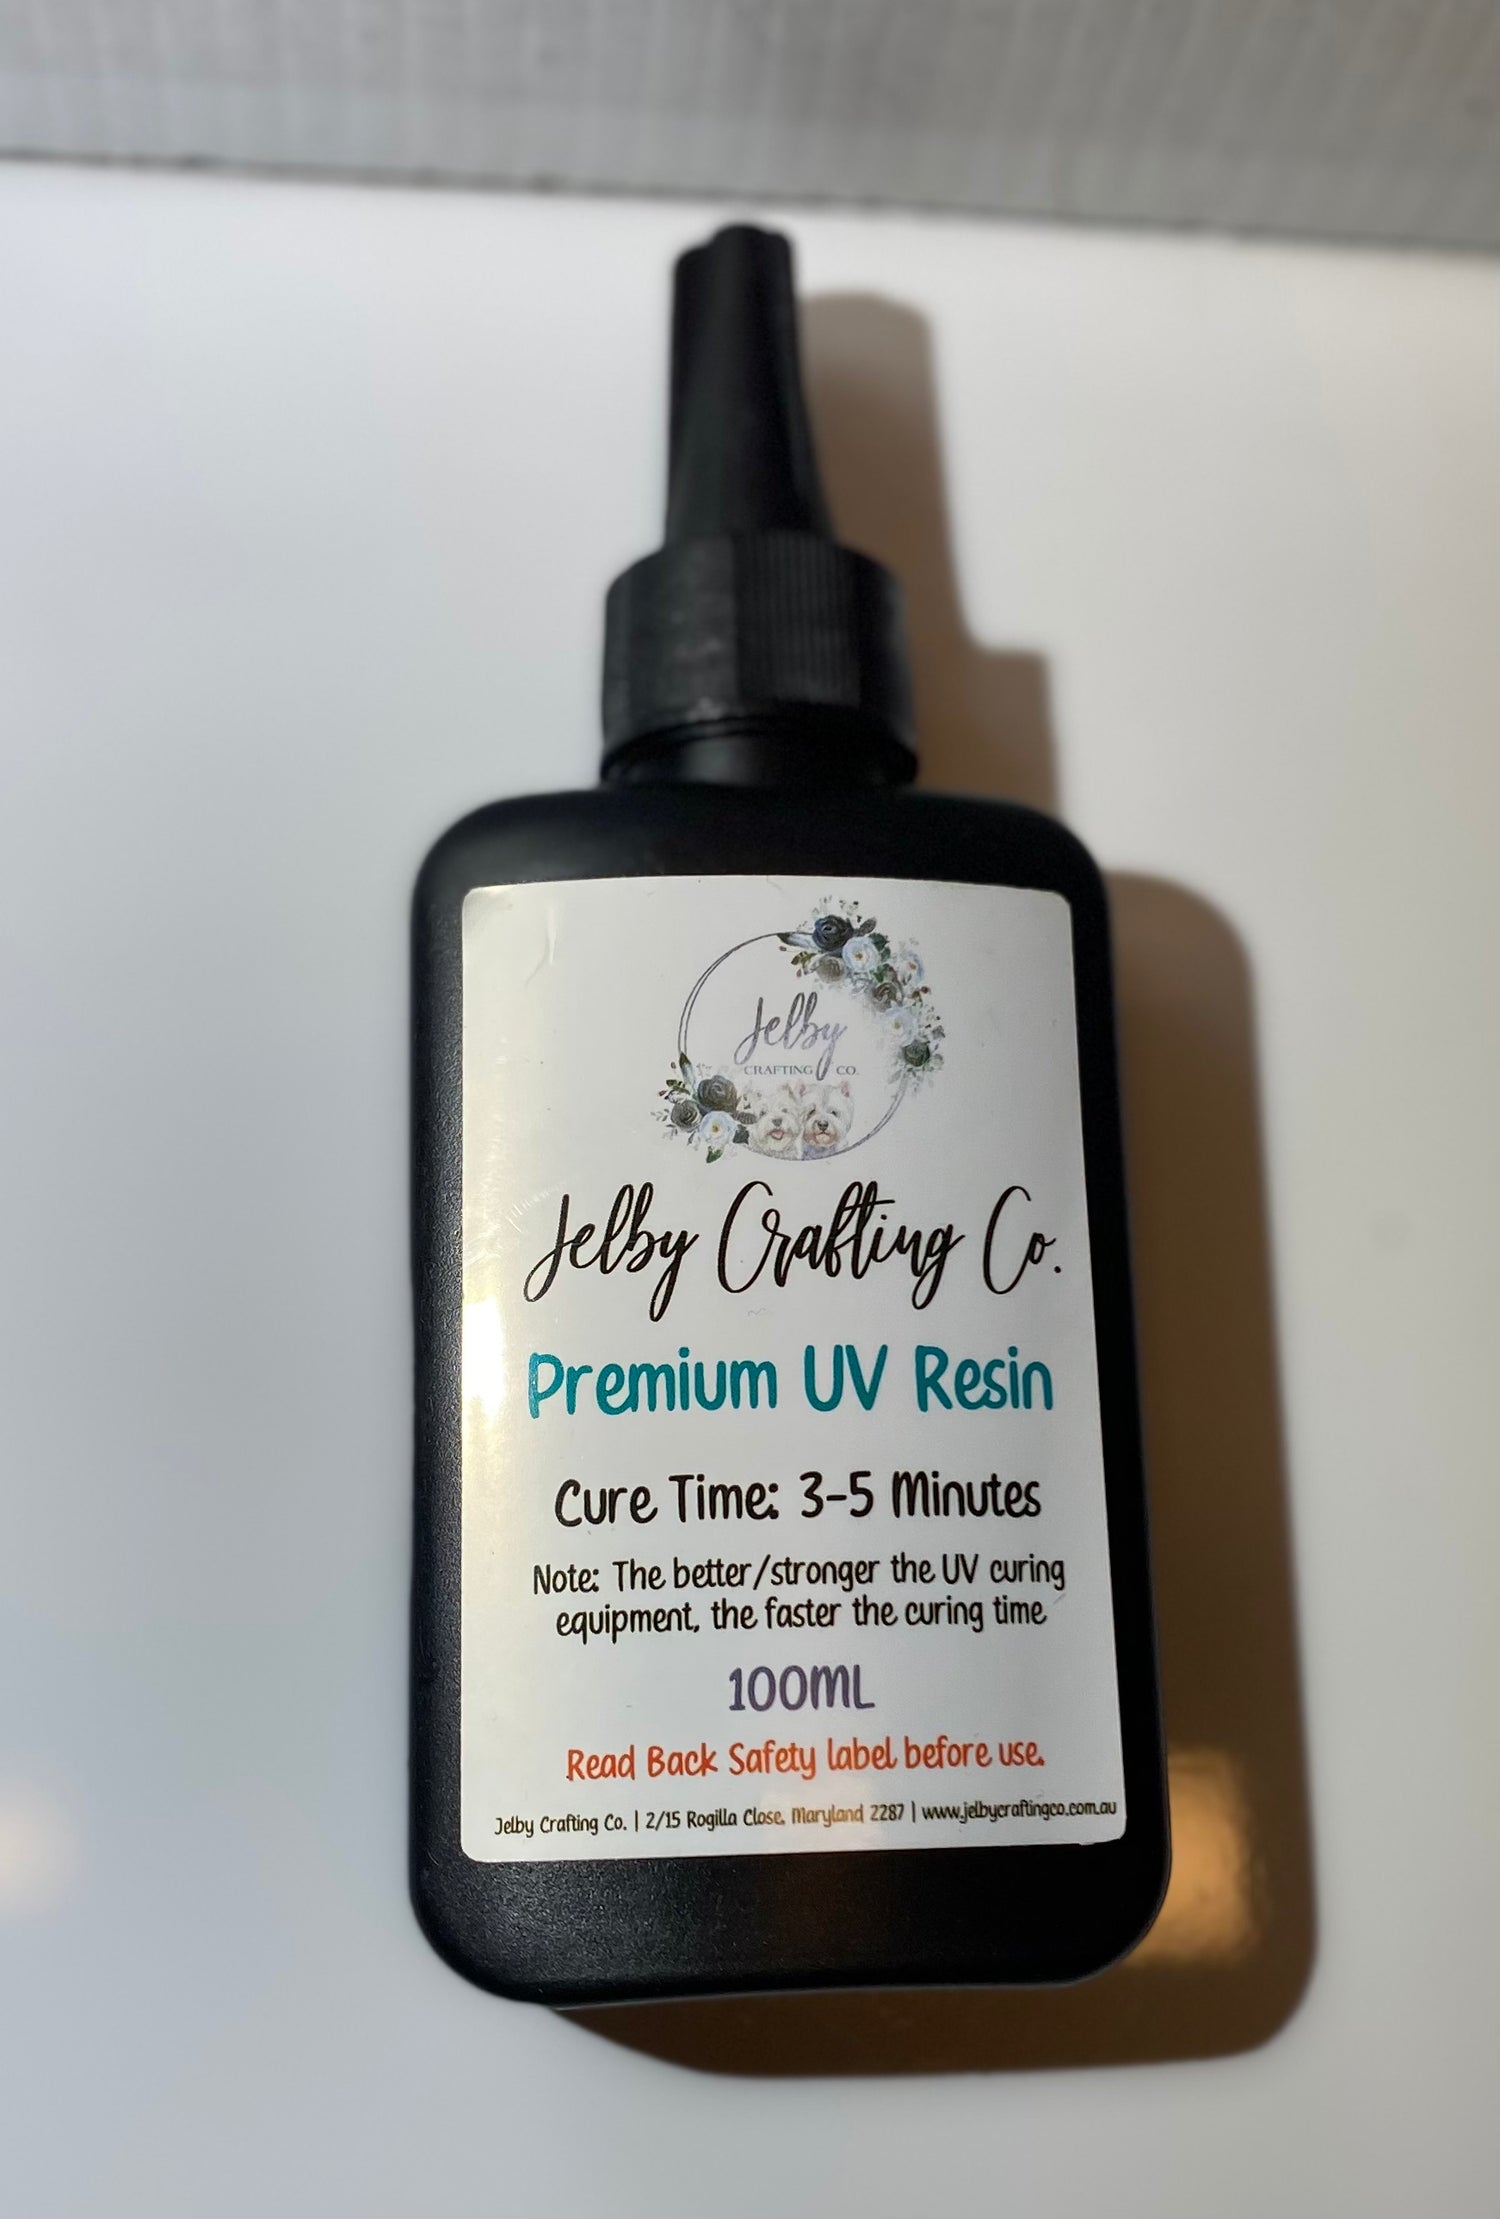 Jelby
CRAFTING CO.
Jelby Crafting Co.
Premium UV Resin
Cure Time: 3-5 Minutes
Note: The better/stronger the UV curing
equipment, the faster the curing time
100ML
Read Back Safety label before use.
Jelby Crafting Co. | 2/15 Rogilla Close, Maryland 2287 | www.jelbycraftingco.com.au